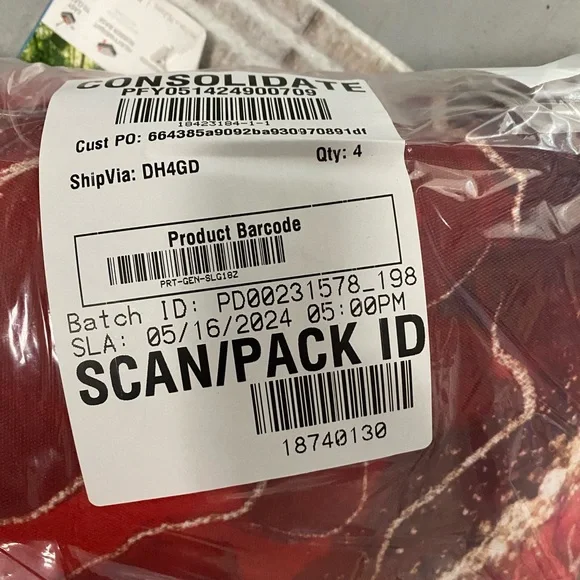 CONSOLIDATE
PFY051424900709
18423184-1-1
Cust PO: 664385a9092ba930970891df
ShipVia: DH4GD
Qty: 4
Product Barcode
PRT-GEN-SLG18Z
Batch ID: PD00231578_198
SLA: 05/16/2024 05:00PM
SCAN/PACK ID
18740130